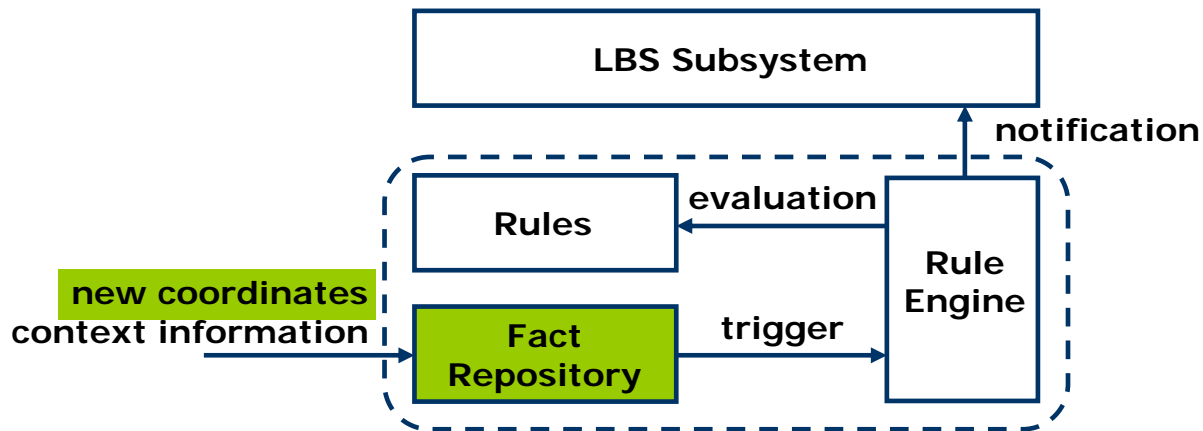 LBS Subsystem
notification
evaluation
Rules
Rule
Engine
new coordinates
context information
Fact
Repository
trigger